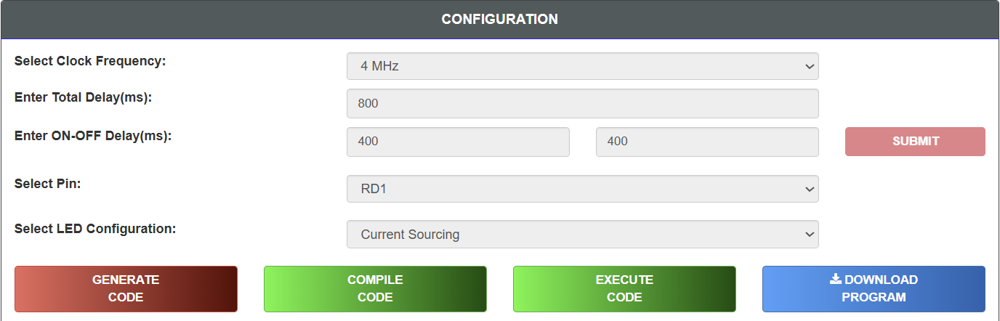 CONFIGURATION
Select Clock Frequency:
4 MHz
Enter Total Delay(ms):
800
Enter ON-OFF Delay(ms):
400
400
SUBMIT
Select Pin:
RD1
Select LED Configuration:
Current Sourcing
GENERATE
CODE
COMPILE
CODE
EXECUTE
CODE
DOWNLOAD
PROGRAM